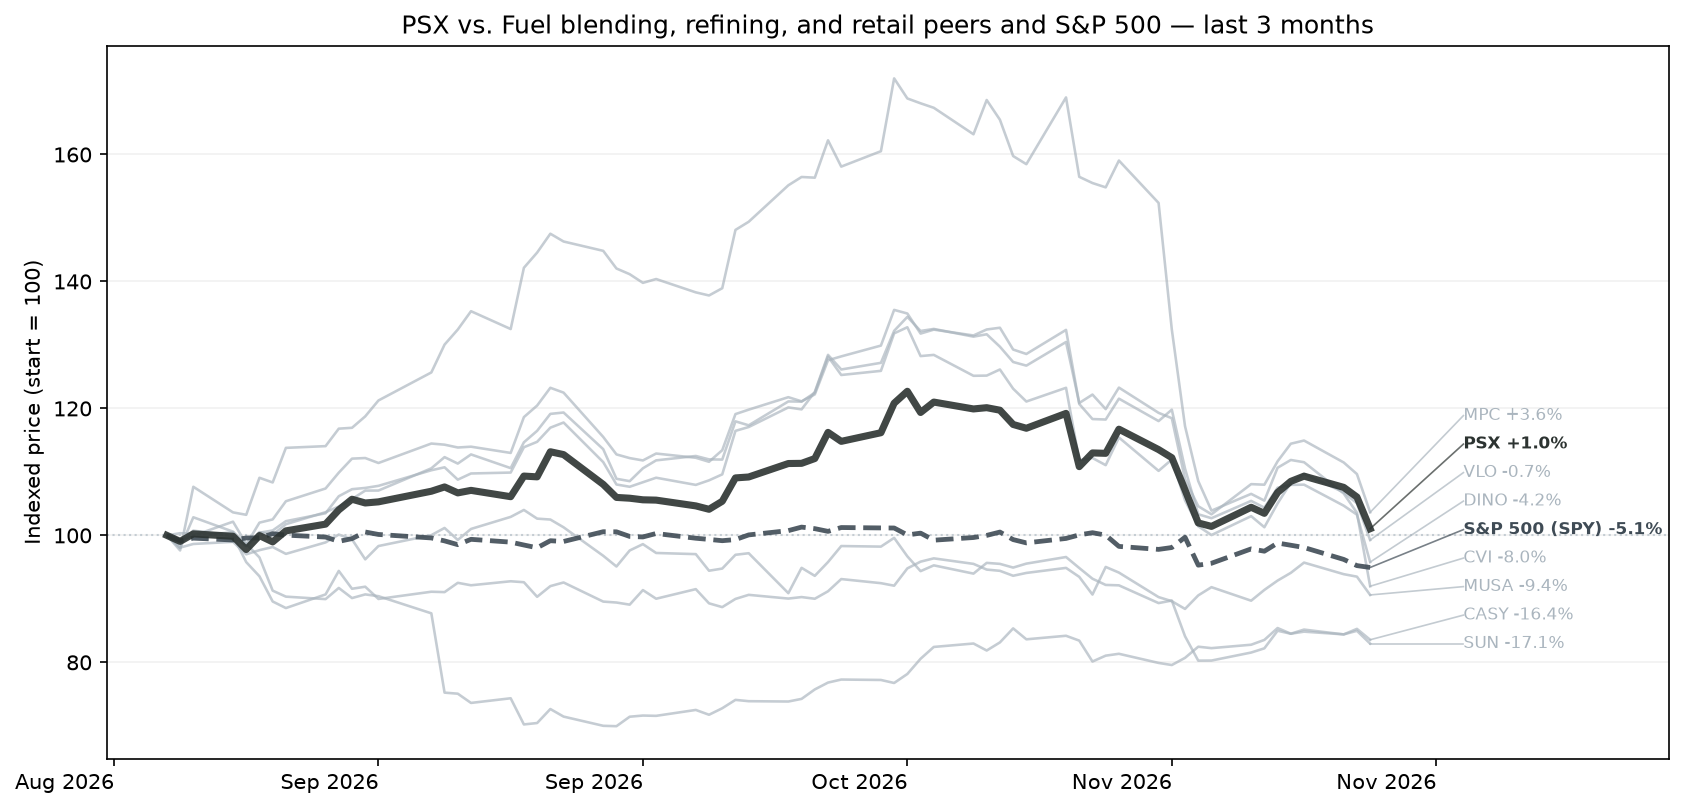 PSX vs. Fuel blending, refining, and retail peers and S&P 500 — last 3 months
Indexed price (start = 100)
160
140
120
100
80
MPC +3.6%
PSX +1.0%
VLO -0.7%
DINO -4.2%
S&P 500 (SPY) -5.1%
CVI -8.0%
MUSA -9.4%
CASY -16.4%
SUN -17.1%
Aug 2026
Sep 2026
Sep 2026
Oct 2026
Nov 2026
Nov 2026